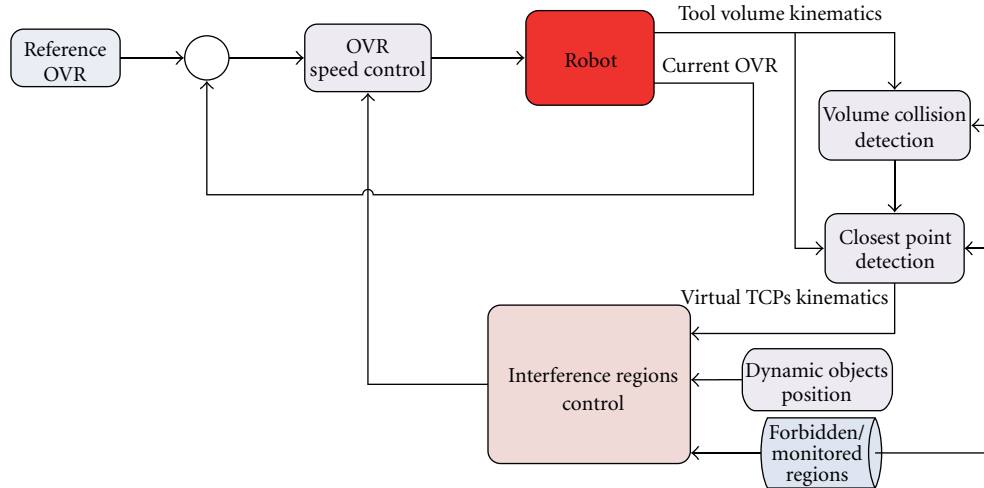 Tool volume kinematics
Reference
OVR
OVR
speed control
Robot
Current OVR
Volume collision
detection
Closest point
detection
Virtual TCPs kinematics
Interference regions
control
Dynamic objects
position
Forbidden/
monitored
regions